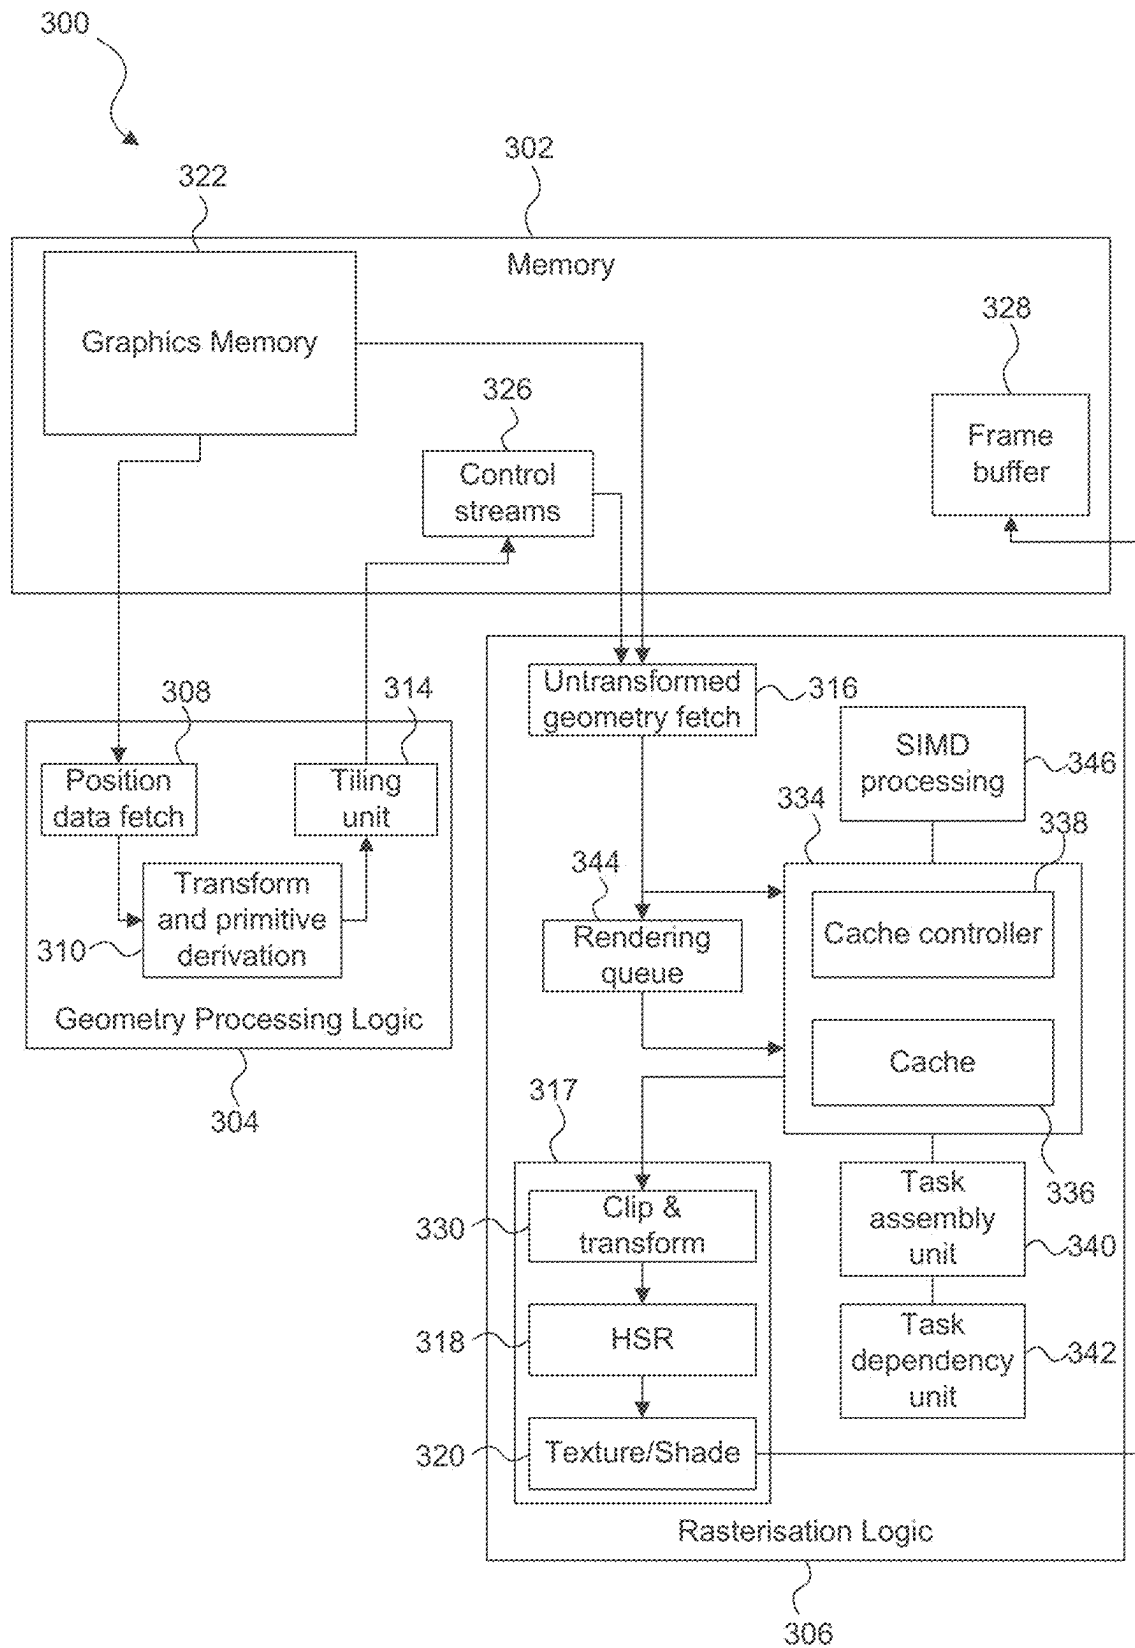 300
302
322
Memory
Graphics Memory
328
326
Frame
buffer
Control
streams
308
314
Untransformed
geometry fetch
316
SIMD
processing
346
Position
data fetch
Tiling
unit
334
338
344
Transform
and primitive
derivation
310
Cache controller
Rendering
queue
Geometry Processing Logic
Cache
304
317
336
Task
assembly
unit
340
330
Clip &
transform
318
HSR
Task
dependency
unit
342
320
Texture/Shade
Rasterisation Logic
306